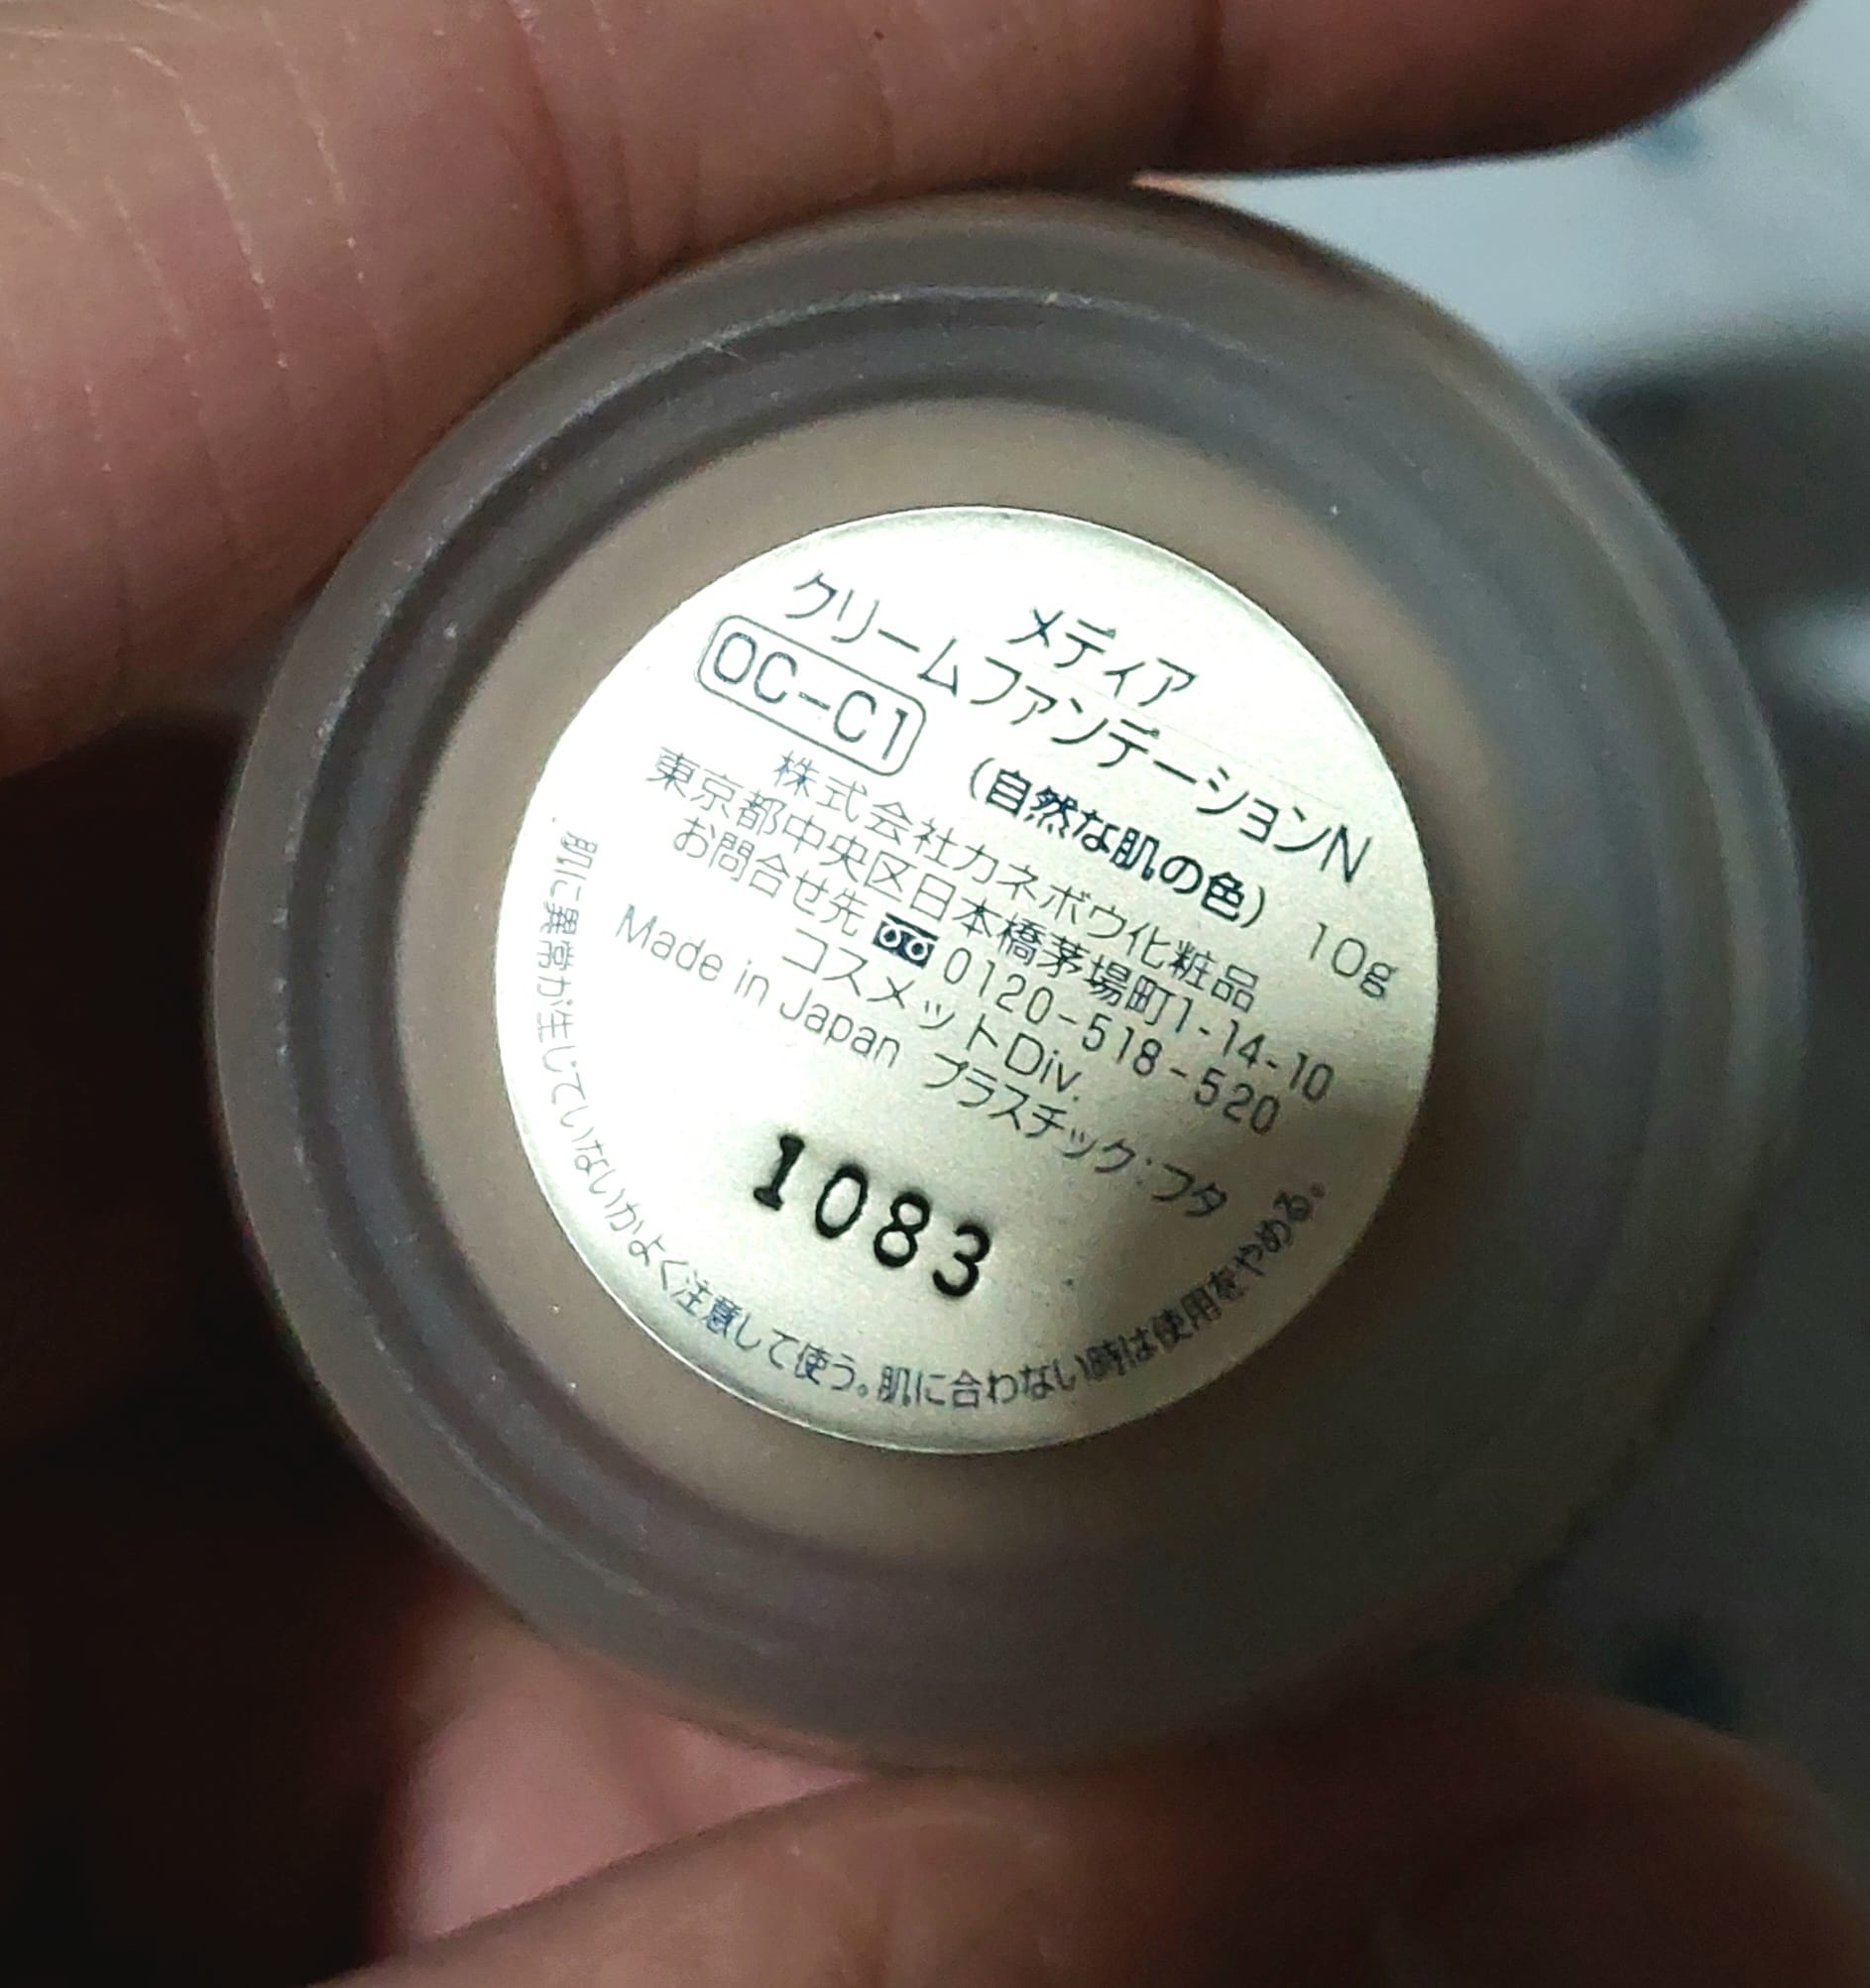 メディア
クリームファンデーションN
OC-C1 (自然な肌の色) 10g
株式会社カネボウ化粧品
東京都中央区日本橋茅場町1-14-10
お問合せ先 0120-518-520
コスメットDiv.
Made in Japan プラスチック:フタ
1083
肌に異常が生じていないかよく注意して使う。肌に合わない時は使用をやめる。